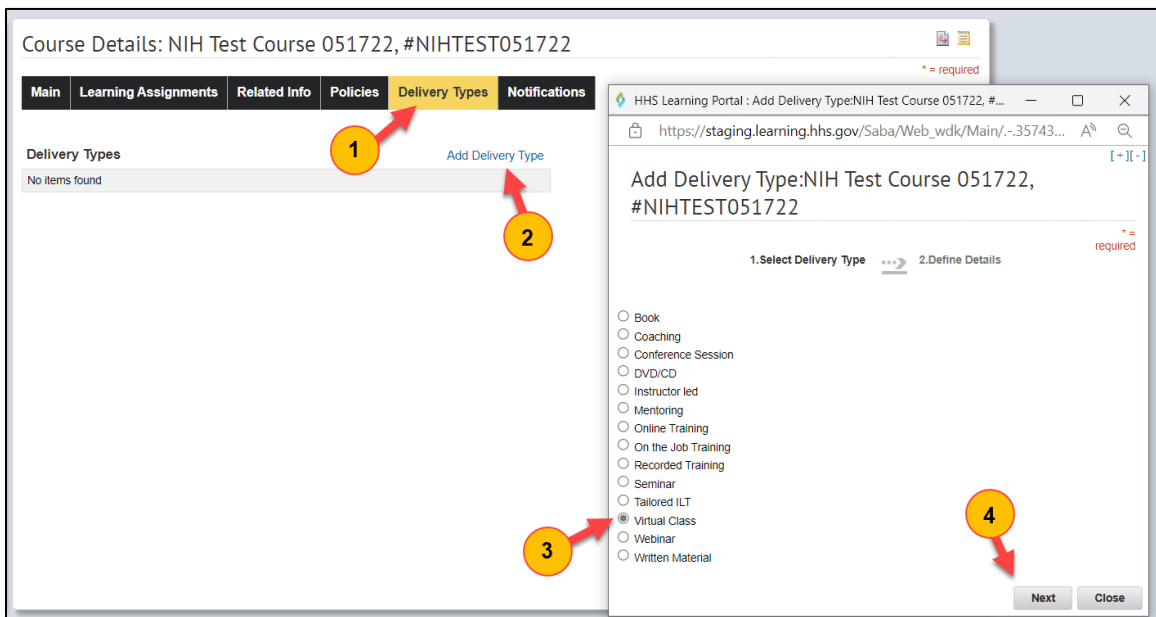 Course Details: NIH Test Course 051722, #NIHTEST051722
* = required
Main Learning Assignments Related Info Policies Delivery Types Notifications
1
Delivery Types Add Delivery Type
No items found
2
HHS Learning Portal : Add Delivery Type:NIH Test Course 051722, #...
https://staging.learning.hhs.gov/Saba/Web_wdk/Main/.-.35743...
[+][-]
Add Delivery Type:NIH Test Course 051722,
#NIHTEST051722
* =
required
1.Select Delivery Type 2.Define Details
Book
Coaching
Conference Session
DVD/CD
Instructor led
Mentoring
Online Training
On the Job Training
Recorded Training
Seminar
Tailored ILT
Virtual Class
Webinar
Written Material
3
4
Next Close